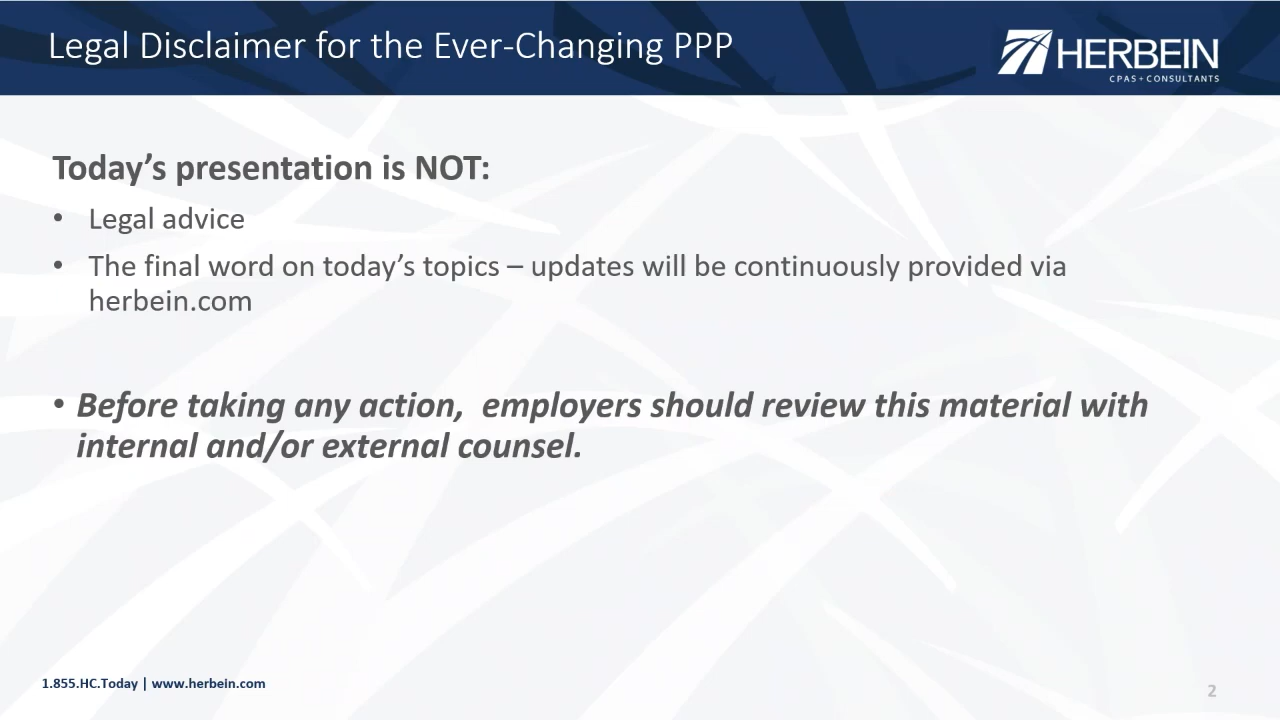 Legal Disclaimer for the Ever-Changing PPP
HERBEIN
CPAS+CONSULTANTS
Today’s presentation is NOT:
• Legal advice
• The final word on today’s topics – updates will be continuously provided via
herbein.com
• Before taking any action,  employers should review this material with
internal and/or external counsel.
1.855.HC.Today | www.herbein.com
2